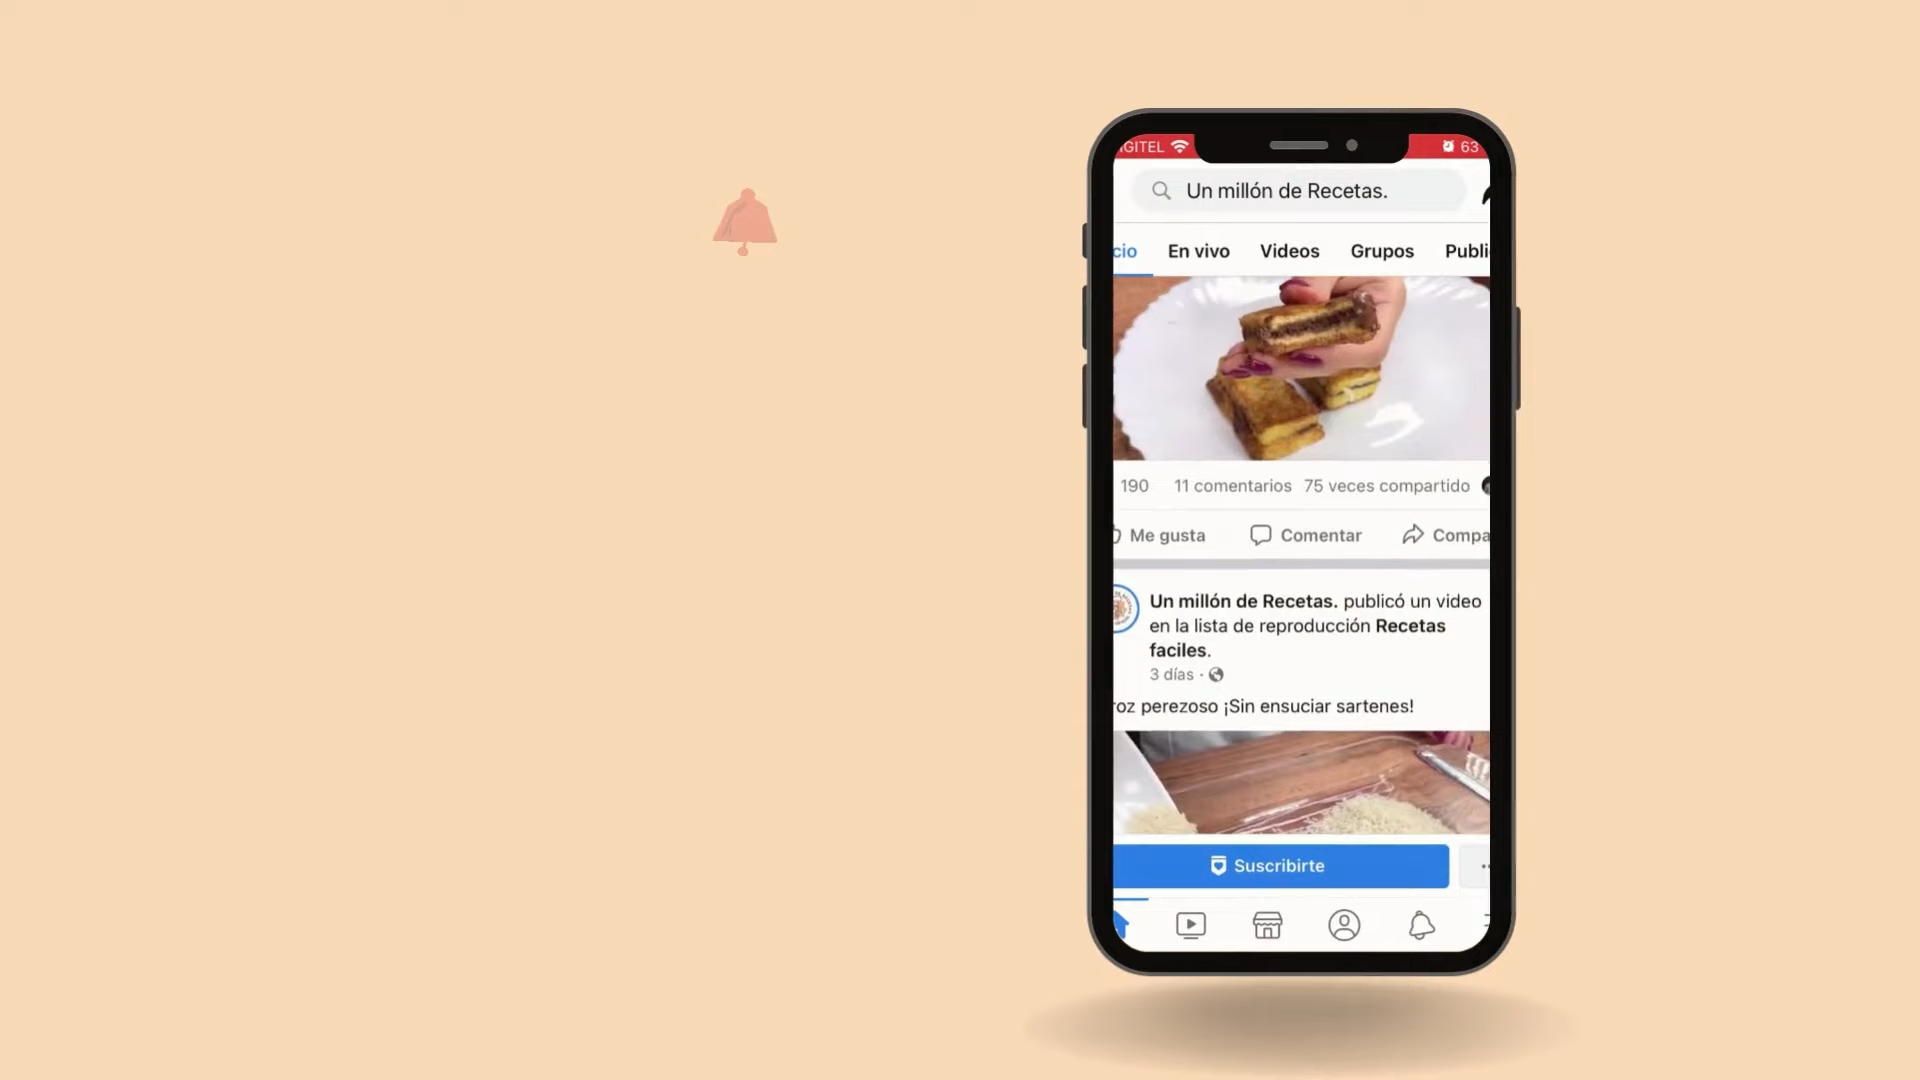 IGITEL
63
Un millón de Recetas.
cio En vivo Videos Grupos Publi
190 11 comentarios 75 veces compartido
Me gusta Comentar Compa
Un millón de Recetas. publicó un video
en la lista de reproducción Recetas
faciles.
3 días ·
roz perezoso ¡Sin ensuciar sartenes!
Suscribirte